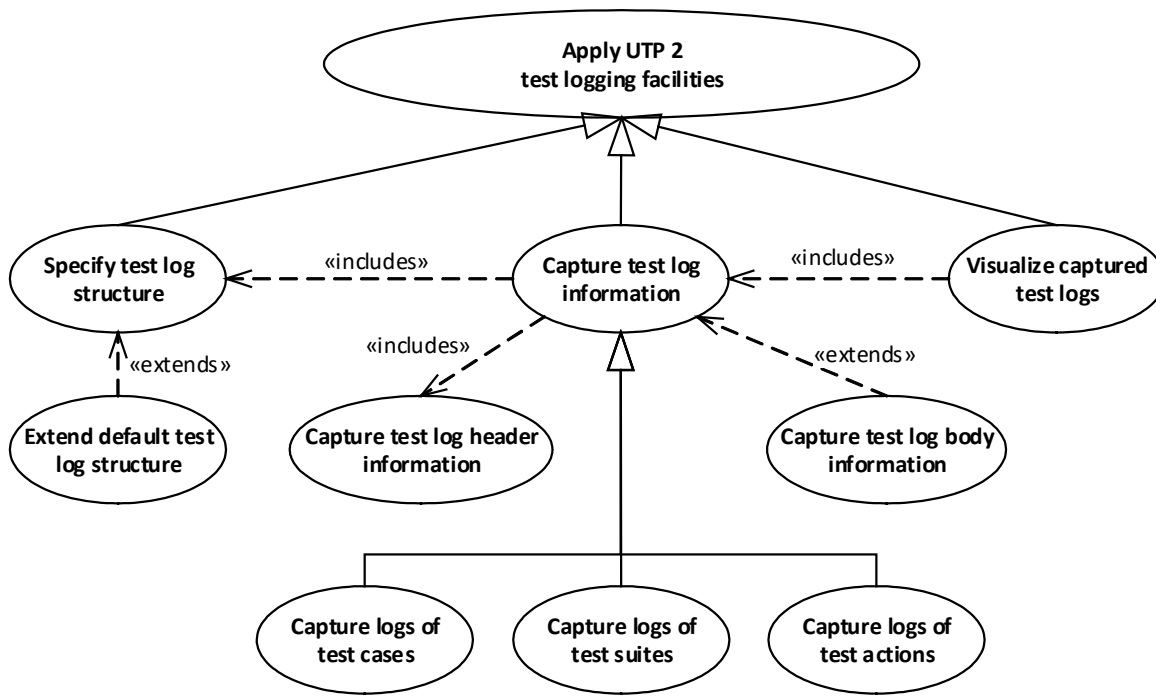 Apply UTP 2
test logging facilities
Specify test log
structure
«includes»
Capture test log
information
«includes»
Visualize captured
test logs
«extends»
«includes»
«extends»
Extend default test
log structure
Capture test log header
information
Capture test log body
information
Capture logs of
test cases
Capture logs of
test suites
Capture logs of
test actions